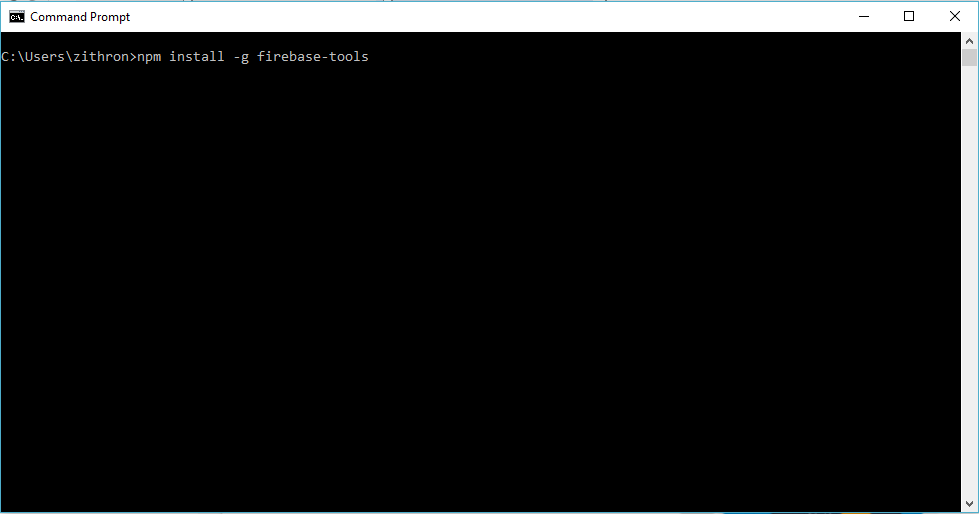 Command Prompt
C:\Users\zithron>npm install -g firebase-tools